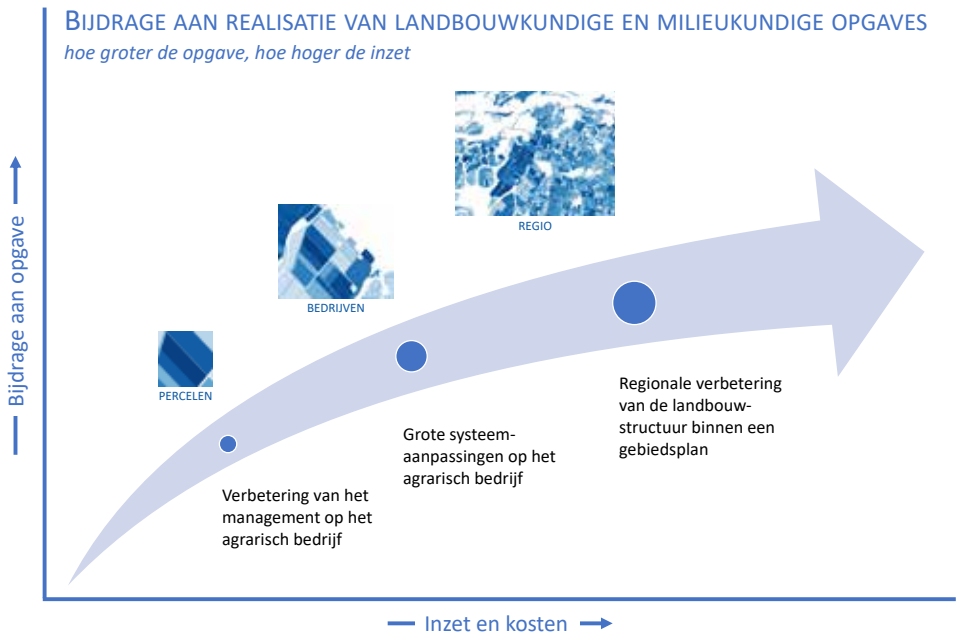 BIJDRAGE AAN REALISATIE VAN LANDBOUWKUNDIGE EN MILIEUKUNDIGE OPGAVES
hoe groter de opgave, hoe hoger de inzet
Bijdrage aan opgave
REGIO
BEDRIJVEN
PERCELEN
Verbetering van het
management op het
agrarisch bedrijf
Grote systeem-
aanpassingen op het
agrarisch bedrijf
Regionale verbetering
van de landbouw-
structuur binnen een
gebiedsplan
Inzet en kosten